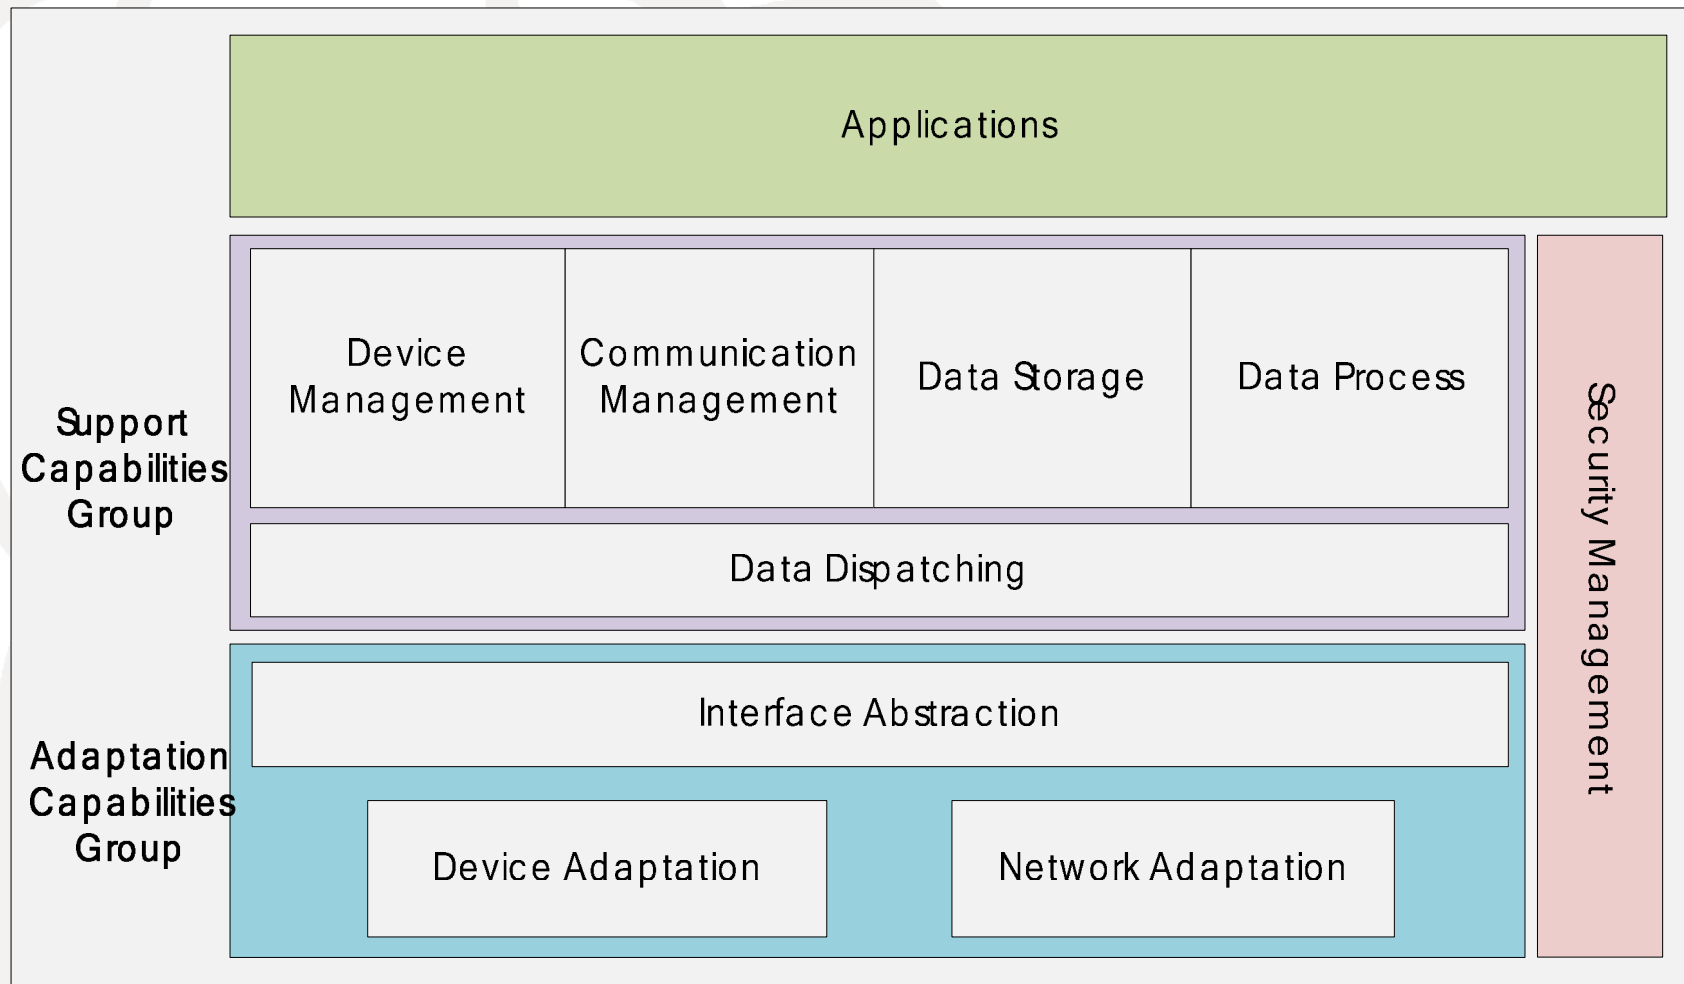 Applications
Support
Capabilities
Group
Device
Management
Communication
Management
Data Storage
Data Process
Data Dispatching
Security Management
Adaptation
Capabilities
Group
Interface Abstraction
Device Adaptation
Network Adaptation